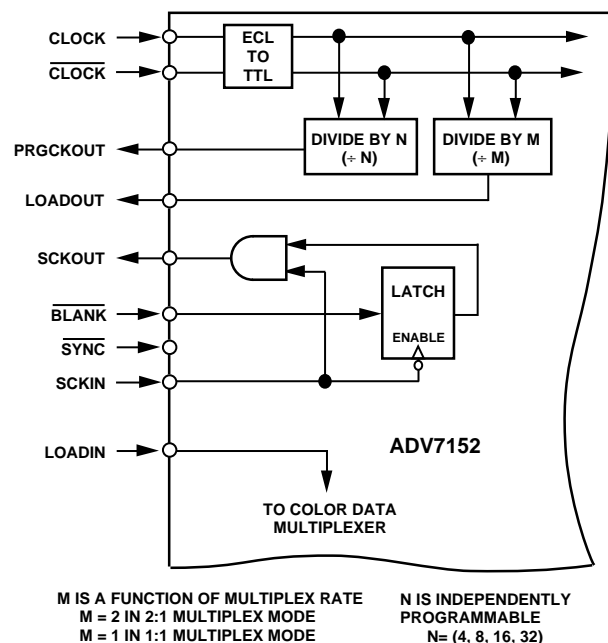 CLOCK
CLOCK
ECL
TO
TTL
DIVIDE BY N
(÷ N)
DIVIDE BY M
(÷ M)
PRGCKOUT
LOADOUT
SCKOUT
BLANK
SYNC
SCKIN
LATCH
ENABLE
LOADIN
ADV7152
TO COLOR DATA
MULTIPLEXER
M IS A FUNCTION OF MULTIPLEX RATE
M = 2 IN 2:1 MULTIPLEX MODE
M = 1 IN 1:1 MULTIPLEX MODE
N IS INDEPENDENTLY
PROGRAMMABLE
N= (4, 8, 16, 32)